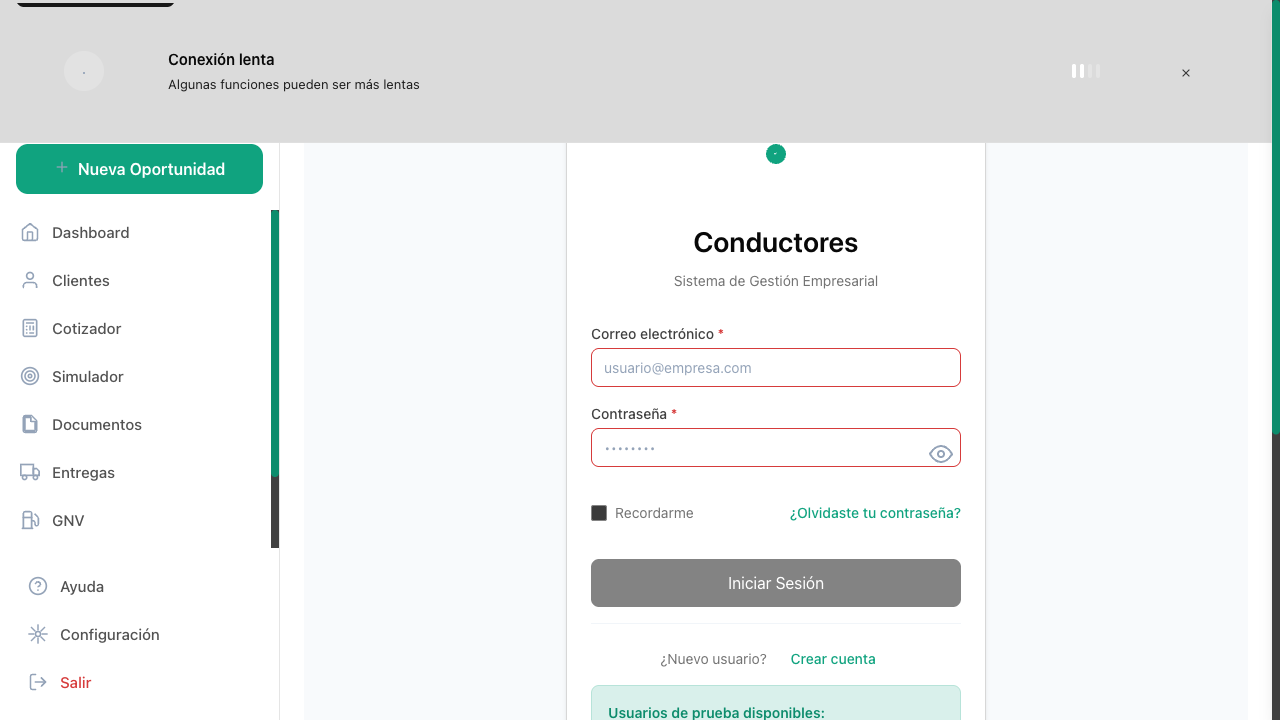 Conexión lenta
Algunas funciones pueden ser más lentas
Nueva Oportunidad
Dashboard
Clientes
Cotizador
Simulador
Documentos
Entregas
GNV
Ayuda
Configuración
Salir
Conductores
Sistema de Gestión Empresarial
Correo electrónico *
usuario@empresa.com
Contraseña *
••••••••
Recordarme
¿Olvidaste tu contraseña?
Iniciar Sesión
¿Nuevo usuario? Crear cuenta
Usuarios de prueba disponibles: